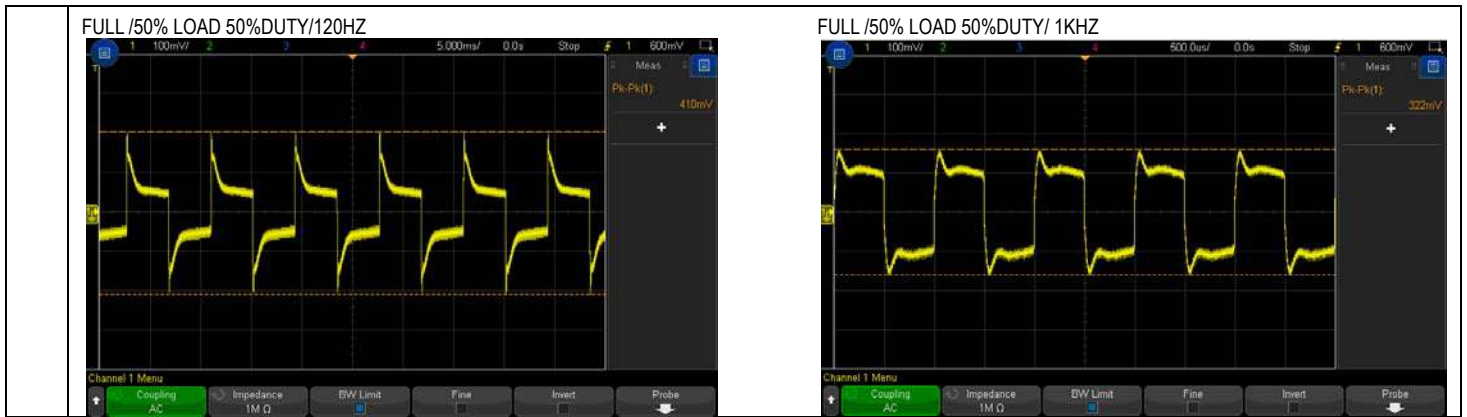 FULL /50% LOAD 50%DUTY/120HZ
1 100mV/ 2 3 4 5.000ms/ 0.0s Stop 1 600mV
T
Meas
Pk-Pk(1):
410mV
+
Channel 1 Menu
Coupling
AC
Impedance
1M Ω
BW Limit
Fine
Invert
Probe
FULL /50% LOAD 50%DUTY/ 1KHZ
1 100mV/ 2 3 4 500.0us/ 0.0s Stop 1 600mV
T
Meas
Pk-Pk(1):
322mV
+
Channel 1 Menu
Coupling
AC
Impedance
1M Ω
BW Limit
Fine
Invert
Probe